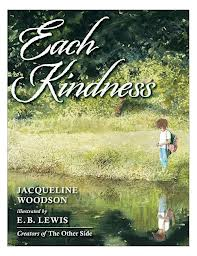 Each
Kindness
JACQUELINE
WOODSON
Illustrated by
E. B. LEWIS
Creators of The Other Side